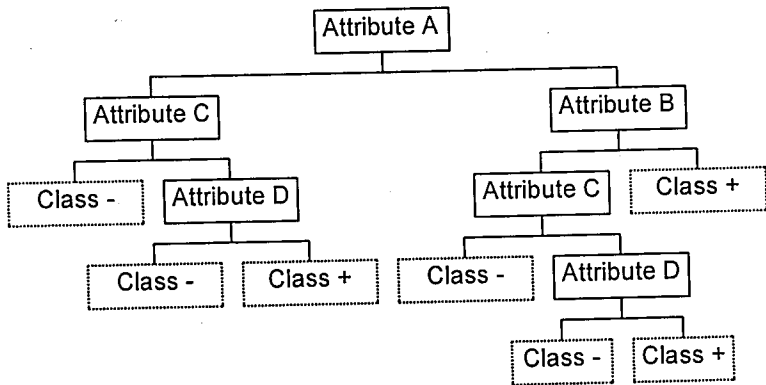 Attribute A
Attribute C
Attribute B
Class -
Attribute D
Attribute C
Class +
Class -
Class +
Class -
Attribute D
Class -
Class +